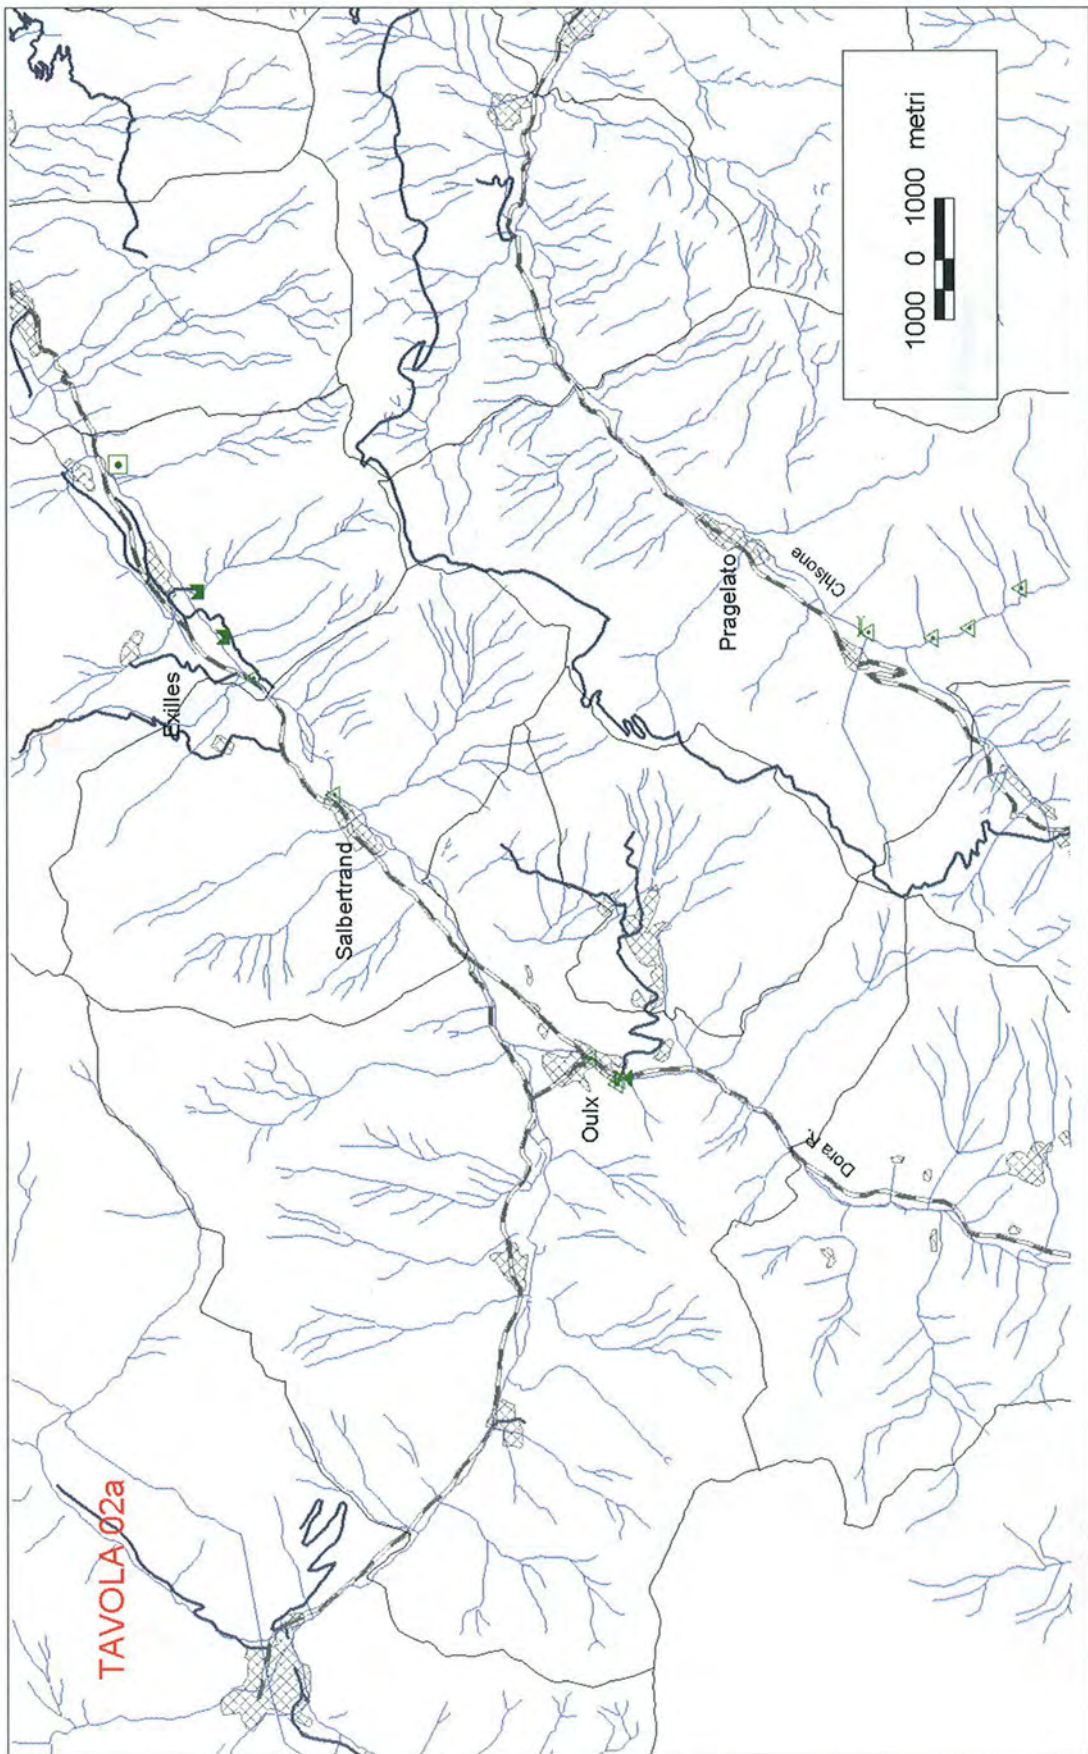 TAVOLA 02a
Exilles
Salbertrand
Oulx
Dora R.
Pragelato
Chisone
1000 0 1000 metri